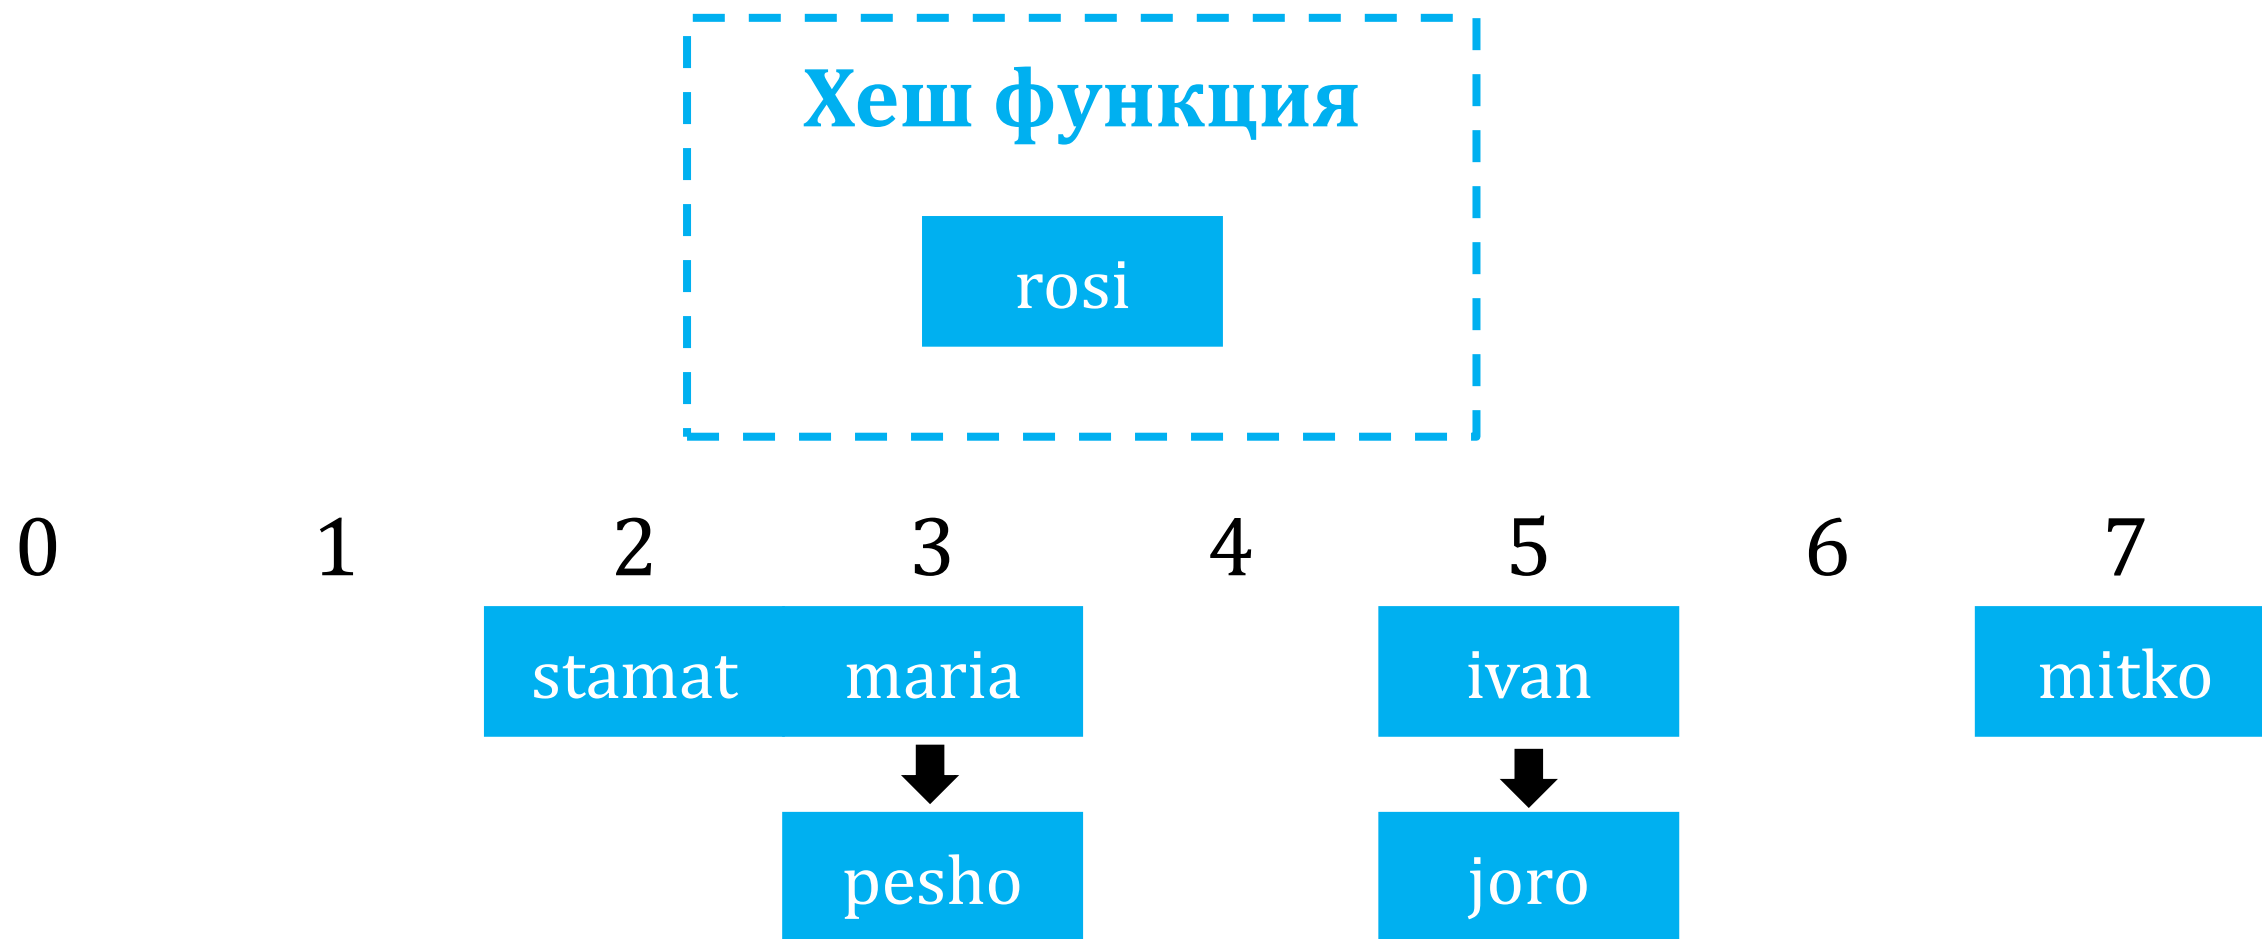 Хеш функция
rosi
0 1 2 3 4 5 6 7
stamat maria ivan mitko
pesho joro